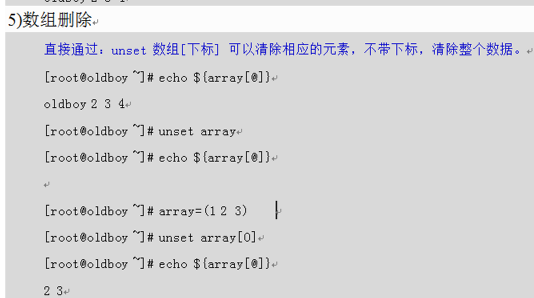 5)数组删除
直接通过：unset 数组[下标] 可以清除相应的元素，不带下标，清除整个数据。
[root@oldboy ~]# echo ${array[@]}
oldboy 2 3 4
[root@oldboy ~]# unset array
[root@oldboy ~]# echo ${array[@]}
[root@oldboy ~]# array=(1 2 3)
[root@oldboy ~]# unset array[0]
[root@oldboy ~]# echo ${array[@]}
2 3